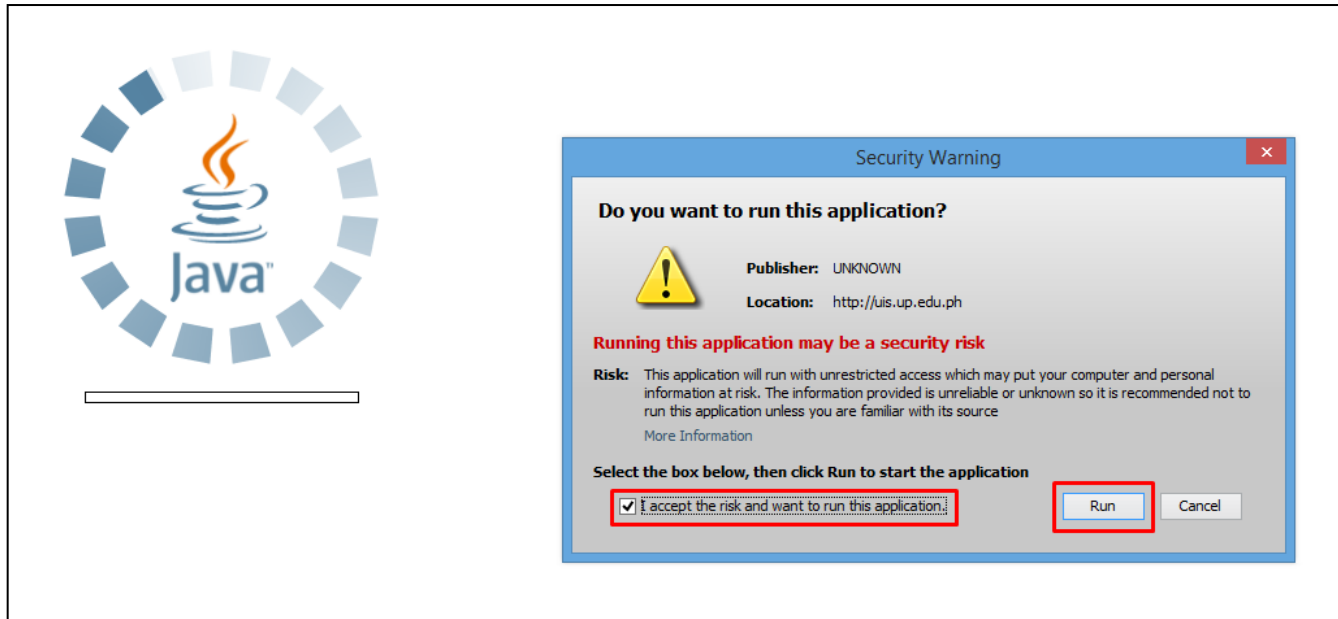 Java™
Security Warning
Do you want to run this application?
Publisher: UNKNOWN
Location: http://uis.up.edu.ph
Running this application may be a security risk
Risk: This application will run with unrestricted access which may put your computer and personal
information at risk. The information provided is unreliable or unknown so it is recommended not to
run this application unless you are familiar with its source
More Information
Select the box below, then click Run to start the application
I accept the risk and want to run this application.
Run Cancel